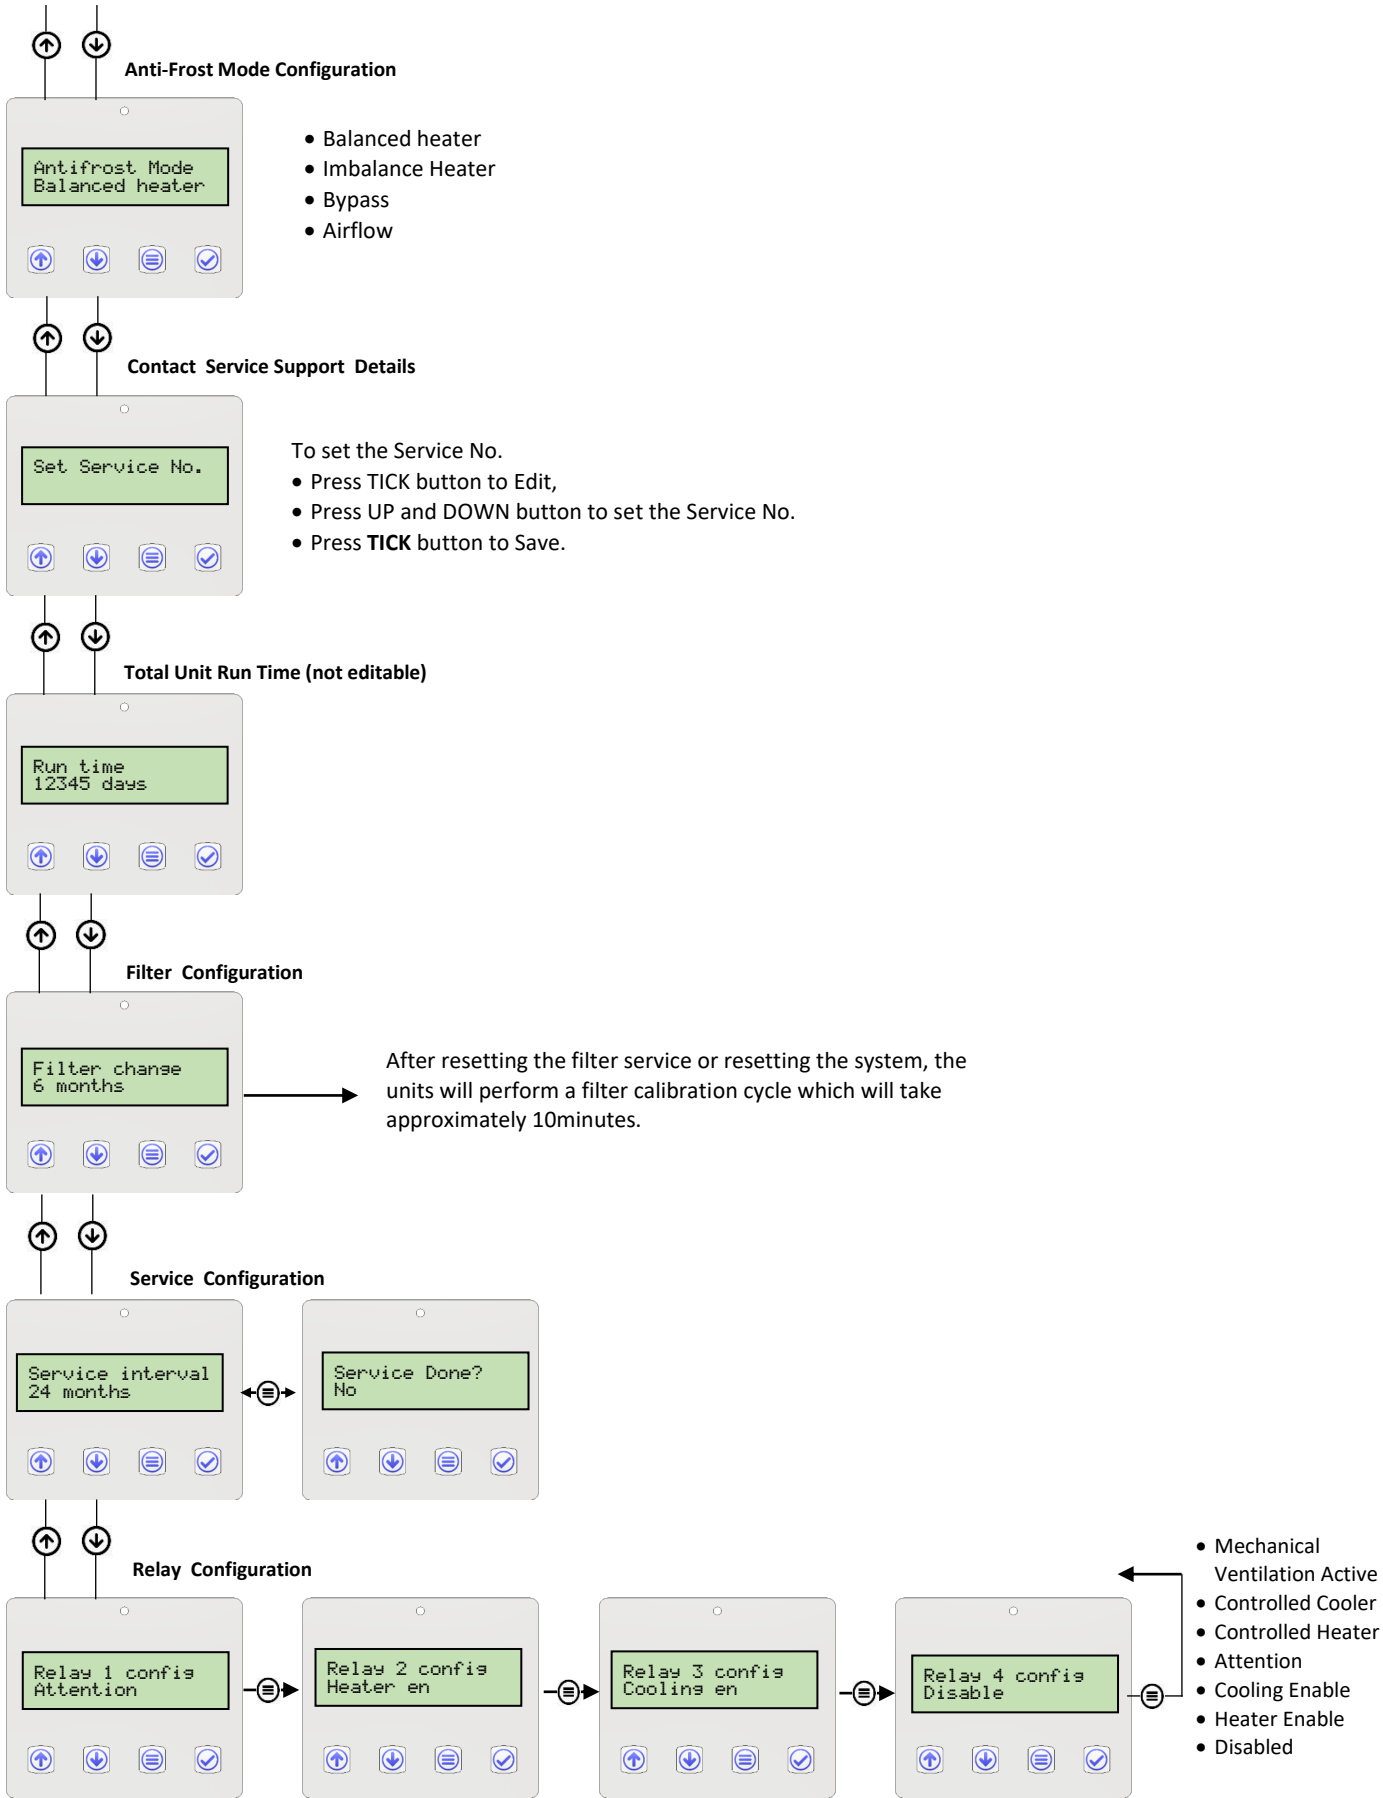 Anti-Frost Mode Configuration
Antifrost Mode
Balanced heater
• Balanced heater
• Imbalance Heater
• Bypass
• Airflow
Contact Service Support Details
Set Service No.
To set the Service No.
• Press TICK button to Edit,
• Press UP and DOWN button to set the Service No.
• Press TICK button to Save.
Total Unit Run Time (not editable)
Run time
12345 days
Filter Configuration
Filter change
6 months
After resetting the filter service or resetting the system, the
units will perform a filter calibration cycle which will take
approximately 10minutes.
Service Configuration
Service interval
24 months
Service Done?
No
Relay Configuration
Relay 1 config
Attention
Relay 2 config
Heater en
Relay 3 config
Cooling en
Relay 4 config
Disable
• Mechanical
Ventilation Active
• Controlled Cooler
• Controlled Heater
• Attention
• Cooling Enable
• Heater Enable
• Disabled